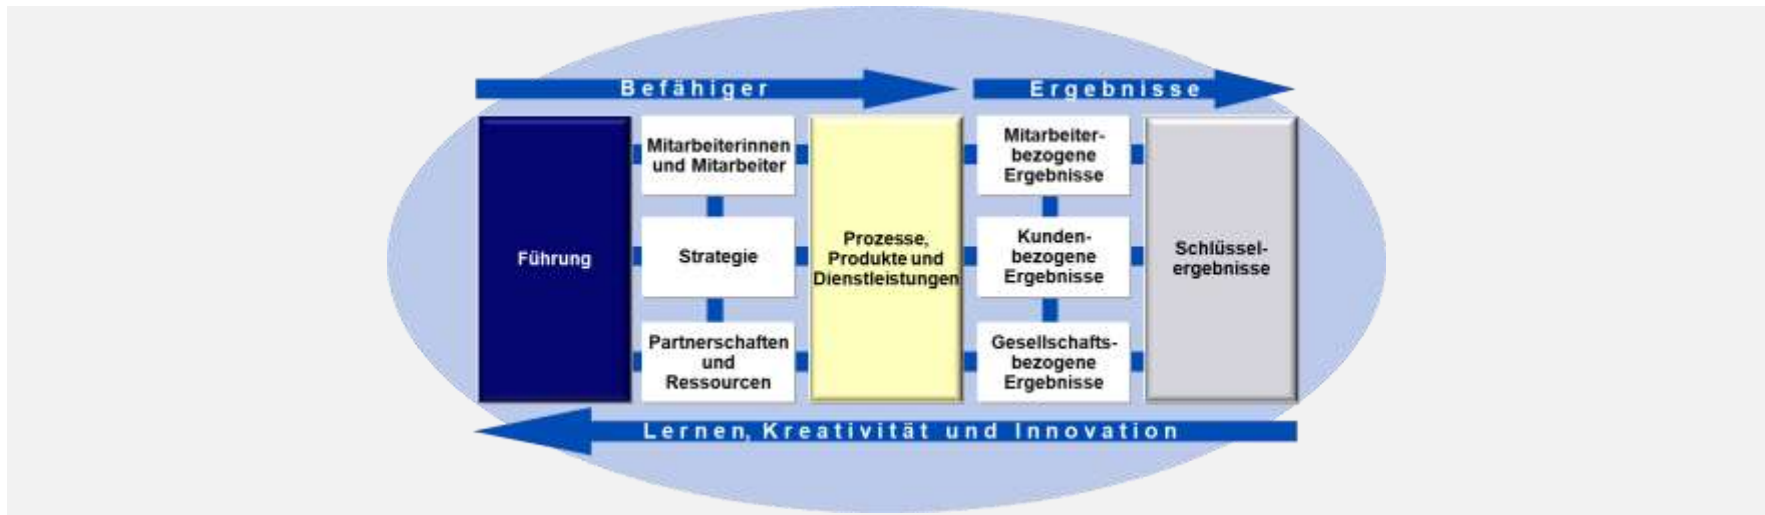 Befähiger
Ergebnisse
Führung
Mitarbeiterinnen
und Mitarbeiter
Strategie
Partnerschaften
und
Ressourcen
Prozesse,
Produkte und
Dienstleistungen
Mitarbeiter-
bezogene
Ergebnisse
Kunden-
bezogene
Ergebnisse
Gesellschafts-
bezogene
Ergebnisse
Schlüssel-
ergebnisse
Lernen, Kreativität und Innovation